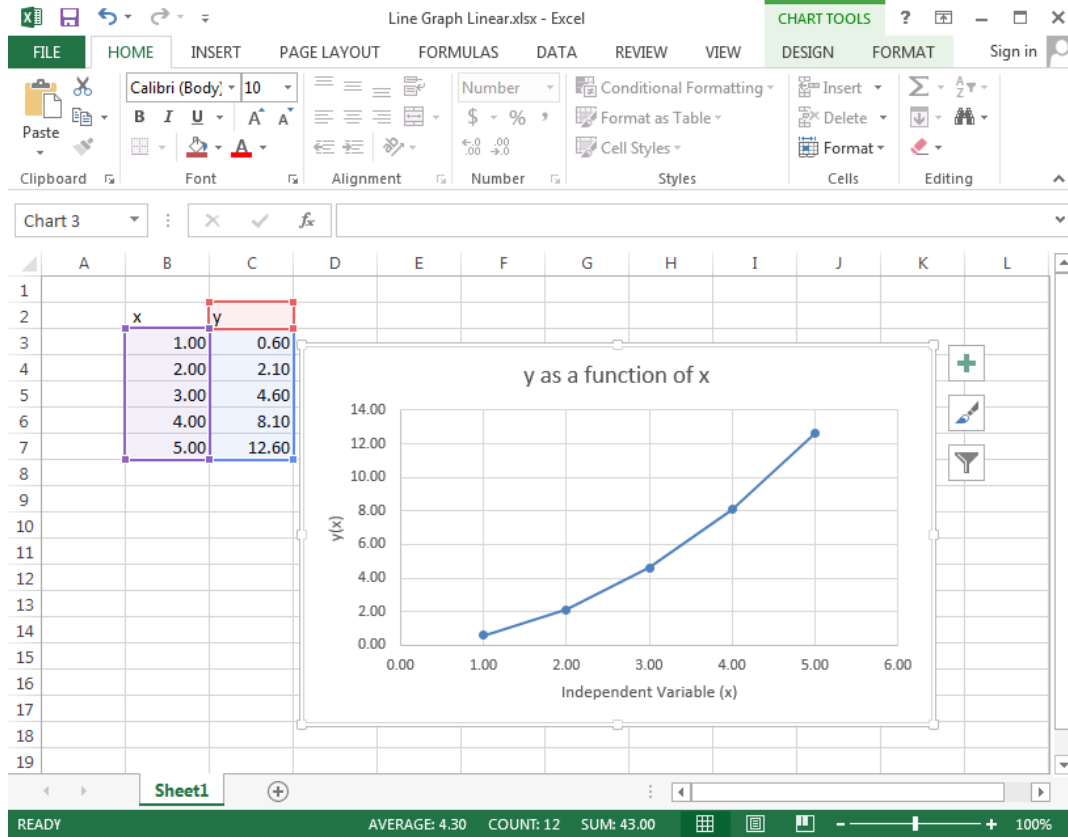 Line Graph Linear.xlsx - Excel
CHART TOOLS
?
FILE HOME INSERT PAGE LAYOUT FORMULAS DATA REVIEW VIEW DESIGN FORMAT Sign in
Calibri (Body) 10 Number Conditional Formatting Insert
Paste B I U A A $ % Format as Table Delete
Cell Styles Format
Clipboard Font Alignment Number Styles Cells Editing
Chart 3 fx
A B C D E F G H I J K L
1
2 x y
3 1.00 0.60
4 2.00 2.10
5 3.00 4.60
6 4.00 8.10
7 5.00 12.60
8
9
10
11
12
13
14
15
16
17
18
19
y as a function of x
14.00
12.00
10.00
8.00
6.00
4.00
2.00
0.00
y(x)
0.00 1.00 2.00 3.00 4.00 5.00 6.00
Independent Variable (x)
Sheet1
READY AVERAGE: 4.30 COUNT: 12 SUM: 43.00 100%